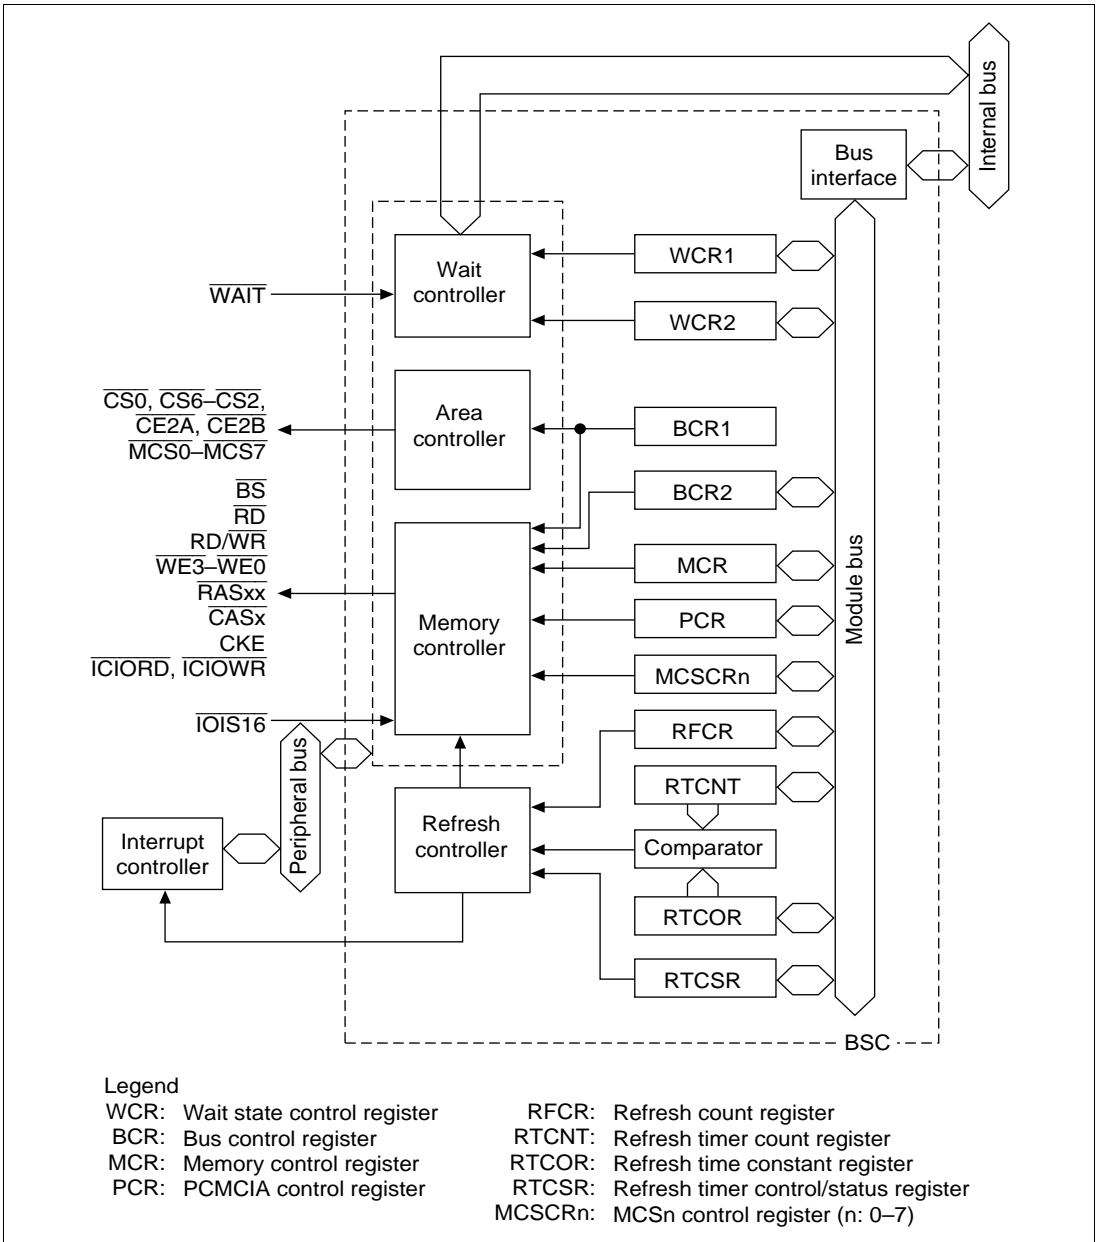 Internal bus
Bus
interface
Wait
controller
WCR1
WAIT
WCR2
CS0, CS6–CS2,
CE2A, CE2B
MCS0–MCS7
Area
controller
BCR1
BS
RD
RD/WR
WE3–WE0
RASxx
CASx
CKE
ICIORD, ICIOWR
BCR2
MCR
Module bus
PCR
Memory
controller
MCSCRn
IOIS16
RFCR
Peripheral bus
RTCNT
Interrupt
controller
Refresh
controller
Comparator
RTCOR
RTCSR
BSC
Legend
WCR: Wait state control register
BCR: Bus control register
MCR: Memory control register
PCR: PCMCIA control register
RFCR: Refresh count register
RTCNT: Refresh timer count register
RTCOR: Refresh time constant register
RTCSR: Refresh timer control/status register
MCSCRn: MCSn control register (n: 0–7)